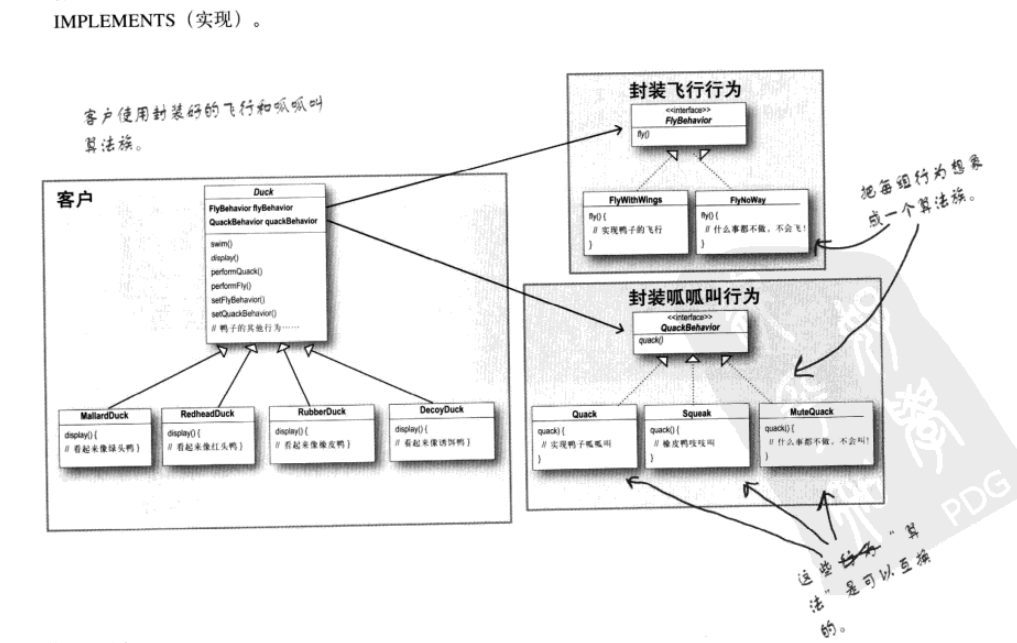 IMPLEMENTS（实现）。
客户使用封装好的飞行和呱呱叫
算法族。
客户
Duck
FlyBehavior flyBehavior
QuackBehavior quackBehavior
swim()
display()
performQuack()
performFly()
setFlyBehavior()
setQuackBehavior()
// 鸭子的其他行为……
MallardDuck
display() {
// 看起来像绿头鸭 }
RedheadDuck
display() {
// 看起来像红头鸭 }
RubberDuck
display() {
// 看起来像橡皮鸭 }
DecoyDuck
display() {
// 看起来像诱饵鸭 }
封装飞行行为
<<interface>>
FlyBehavior
fly()
FlyWithWings
fly() {
// 实现鸭子的飞行
}
FlyNoWay
fly() {
// 什么事都不做，不会飞！
}
把每组行为想象
成一个算法族。
封装呱呱叫行为
<<interface>>
QuackBehavior
quack()
Quack
quack() {
// 实现鸭子呱呱叫
}
Squeak
quack() {
// 橡皮鸭吱吱叫
}
MuteQuack
quack() {
// 什么事都不做，不会叫！
}
这些“算
法”是可以互换
的。
PDG